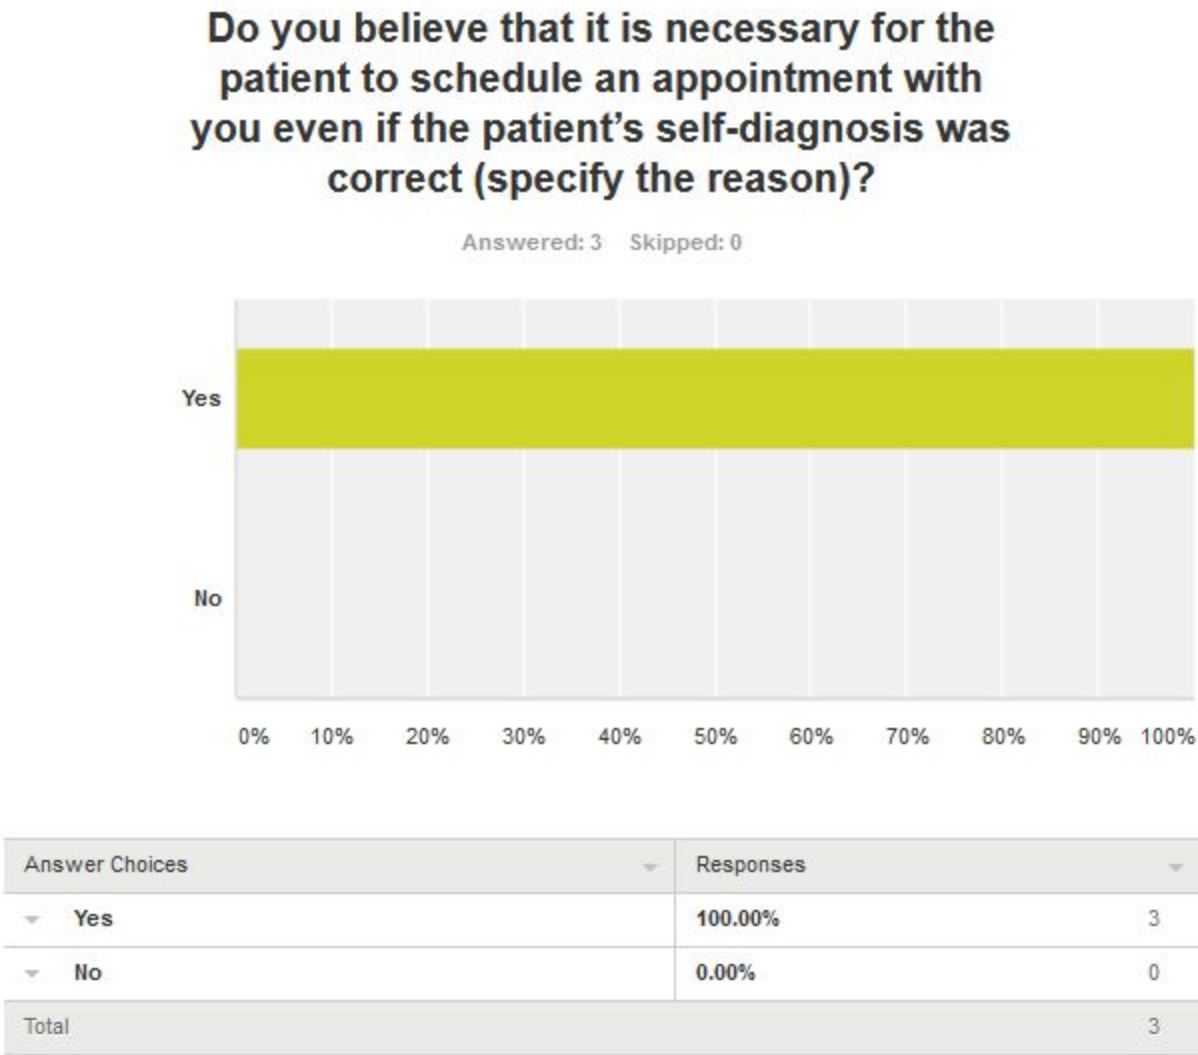 Do you believe that it is necessary for the
patient to schedule an appointment with
you even if the patient’s self-diagnosis was
correct (specify the reason)?
Answered: 3 Skipped: 0
Yes
No
0% 10% 20% 30% 40% 50% 60% 70% 80% 90% 100%
Answer Choices Responses
Yes 100.00% 3
No 0.00% 0
Total 3